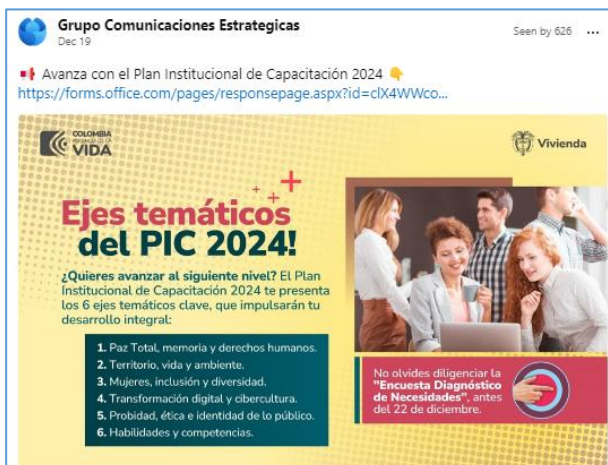 Grupo Comunicaciones Estrategicas
Dec 19
Seen by 626 ...
Avanza con el Plan Institucional de Capacitación 2024
https://forms.office.com/pages/responsepage.aspx?id=clX4WWco...
COLOMBIA
POTENCIA DE LA
VIDA
Vivienda
Ejes temáticos
del PIC 2024!
¿Quieres avanzar al siguiente nivel? El Plan
Institucional de Capacitación 2024 te presenta
los 6 ejes temáticos clave, que impulsarán tu
desarrollo integral:
1. Paz Total, memoria y derechos humanos.
2. Territorio, vida y ambiente.
3. Mujeres, inclusión y diversidad.
4. Transformación digital y cibercultura.
5. Probidad, ética e identidad de lo público.
6. Habilidades y competencias.
No olvides diligenciar la
"Encuesta Diagnóstico
de Necesidades", antes
del 22 de diciembre.